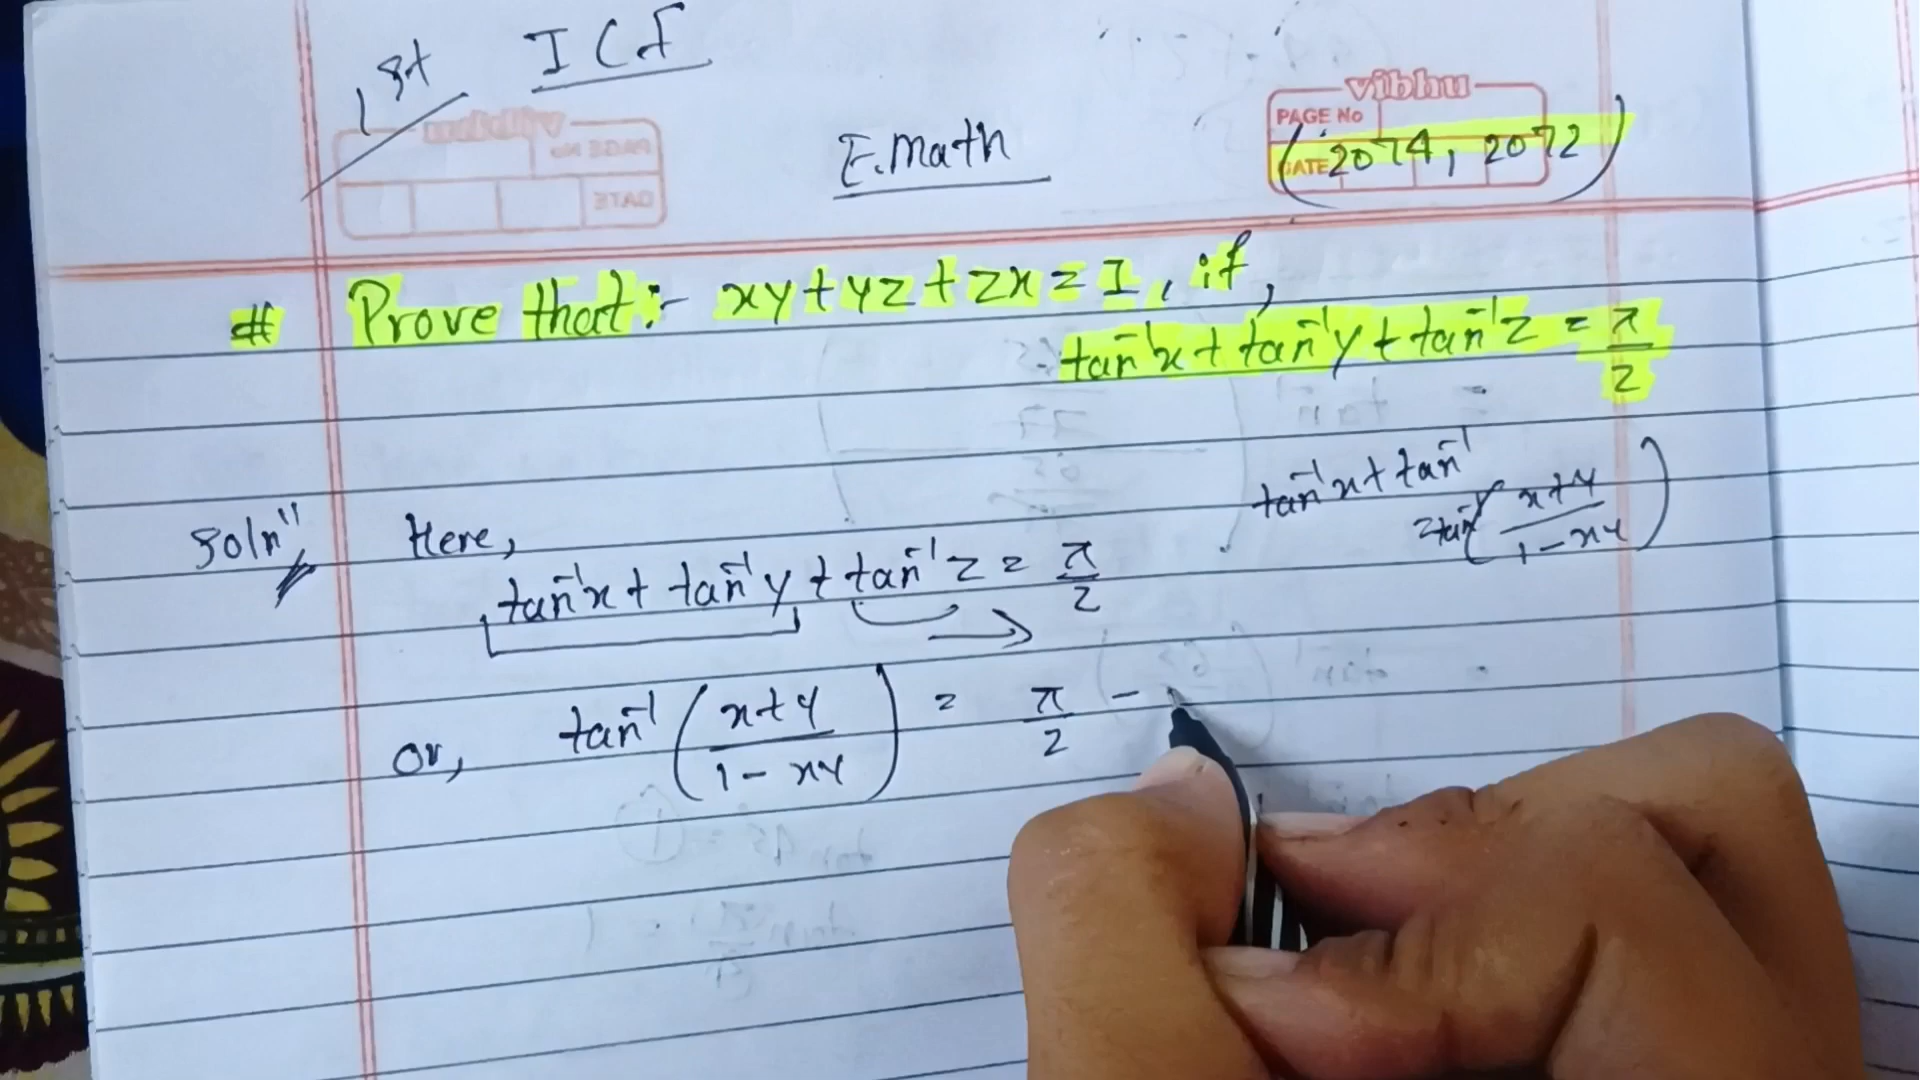 1st ICT
vibhu
PAGE No
DATE
E.math
(2074, 2072)
# Prove that:- xy+yz+zx = I, if,
tan⁻¹x + tan⁻¹y + tan⁻¹z = π/2
tan⁻¹x + tan⁻¹y
= tan⁻¹((x+y)/(1-xy))
Soln" Here,
tan⁻¹x + tan⁻¹y + tan⁻¹z = π/2
or, tan⁻¹((x+y)/(1-xy)) = π/2 -